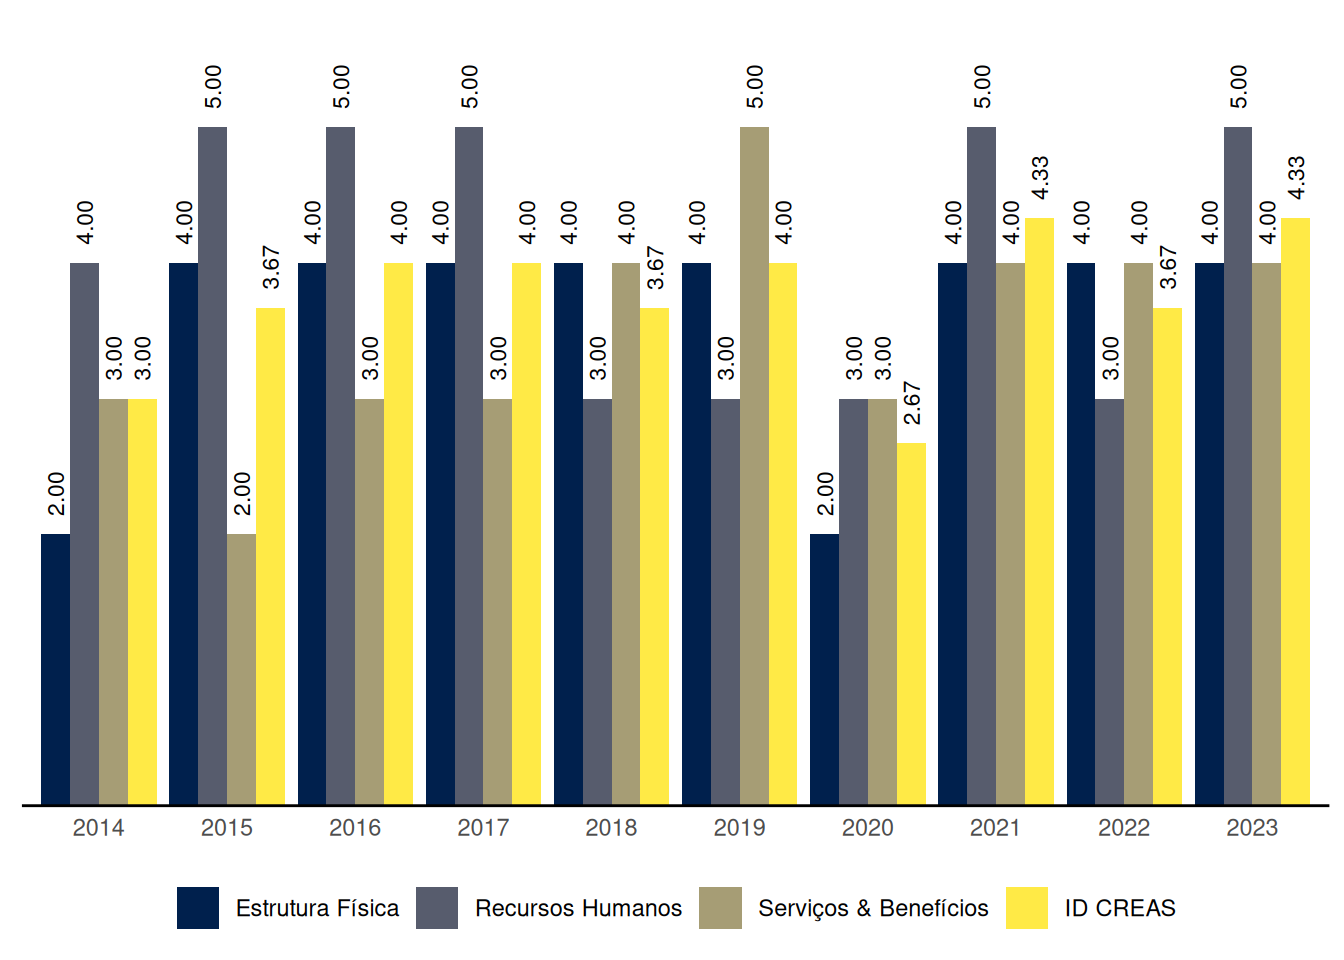 5.00 5.00 5.00 5.00 5.00 5.00
4.33 4.33
4.00 4.00 4.00 4.00 4.00 4.00 4.00 4.00 4.00 4.00 4.00 4.00 4.00 4.00 4.00 4.00
3.67 3.67 3.67
3.00 3.00 3.00 3.00 3.00 3.00 3.00 3.00 3.00
2.67
2.00 2.00 2.00
2014 2015 2016 2017 2018 2019 2020 2021 2022 2023
Estrutura Física Recursos Humanos Serviços & Benefícios ID CREAS